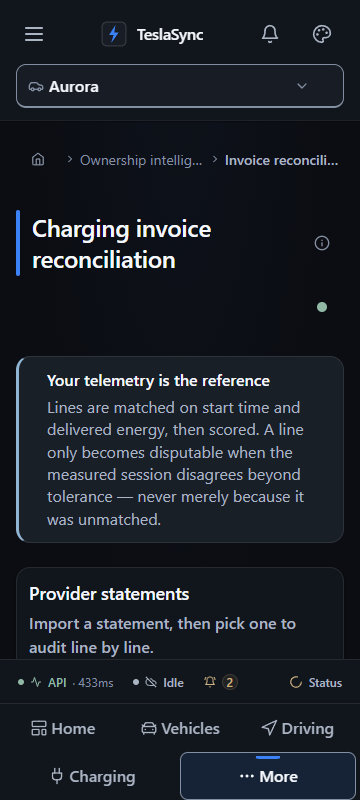 TeslaSync
Aurora
Ownership intellig... Invoice reconcili...
Charging invoice
reconciliation
Your telemetry is the reference
Lines are matched on start time and
delivered energy, then scored. A line
only becomes disputable when the
measured session disagrees beyond
tolerance — never merely because it
was unmatched.
Provider statements
Import a statement, then pick one to
audit line by line.
API · 433ms Idle 2 Status
Home Vehicles Driving
Charging More